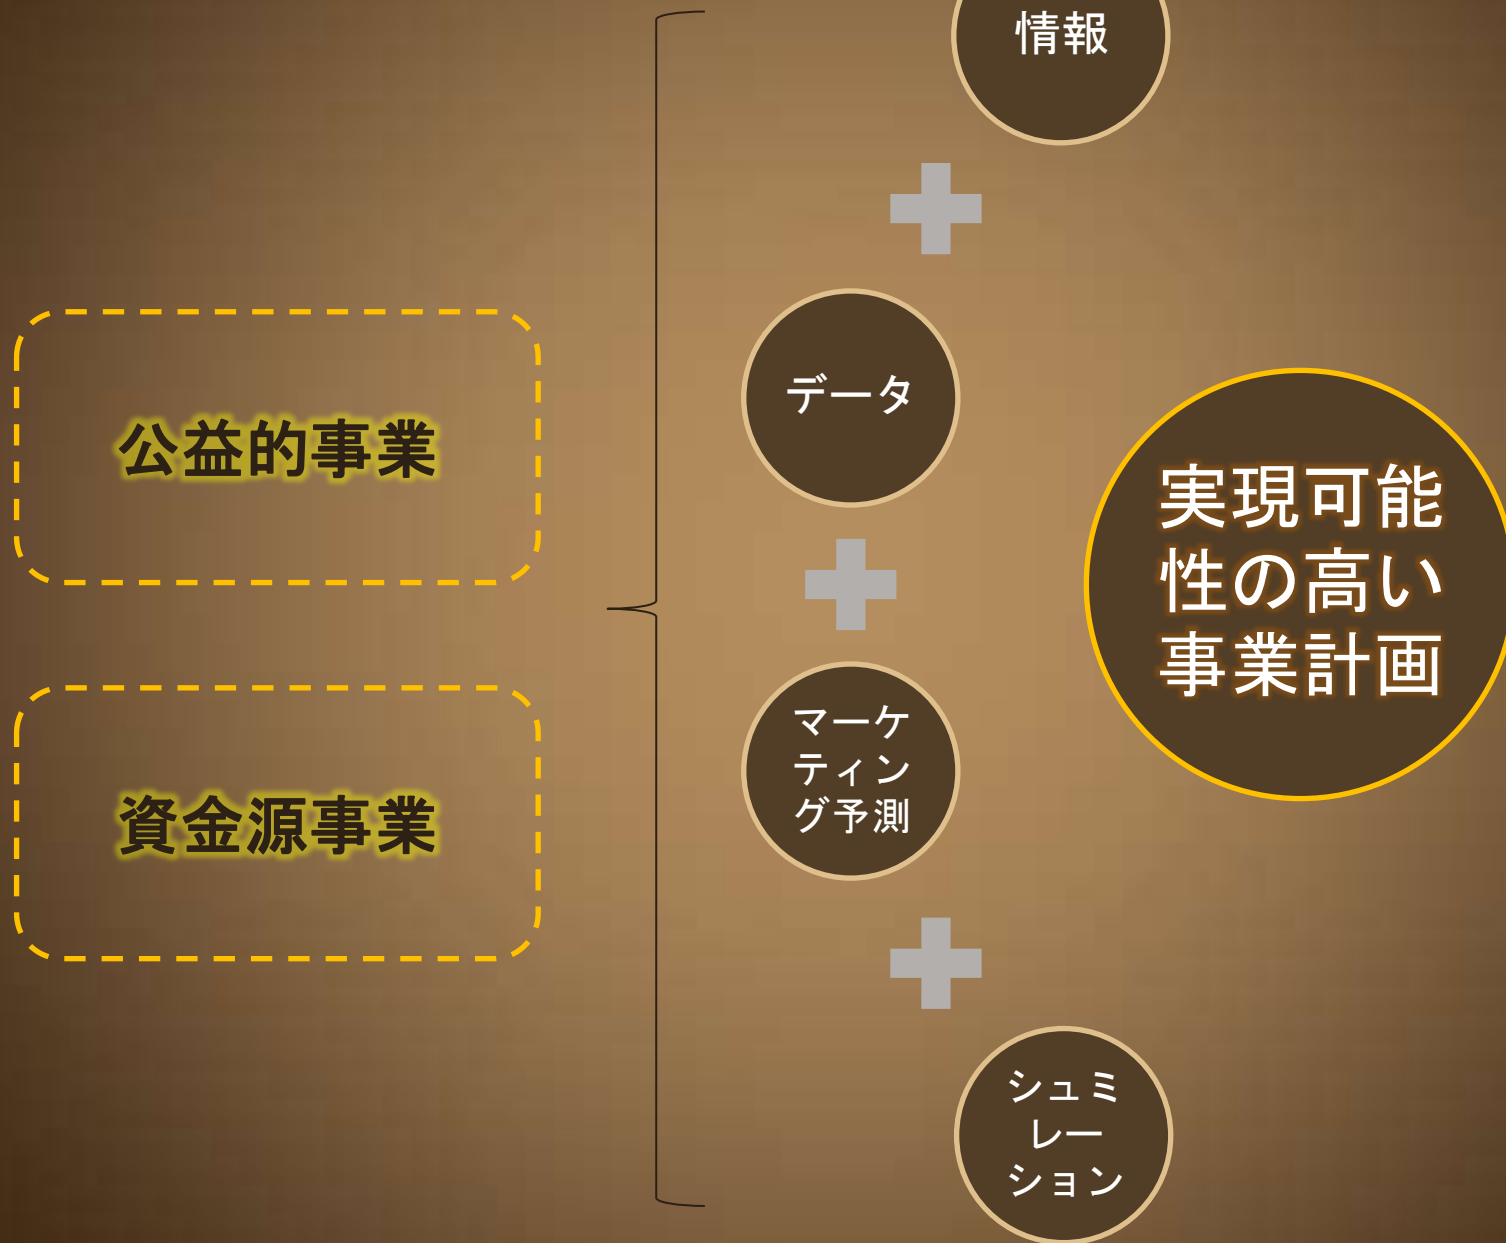 情報
公益的事業
データ
実現可能
性の高い
事業計画
資金源事業
マーケ
ティン
グ予測
シュミ
レー
ション